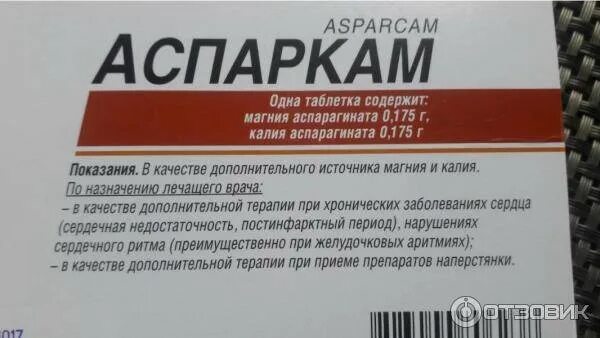 ASPARCAM
АСПАРКАМ
Одна таблетка содержит:
магния аспарагината 0,175 г,
калия аспарагината 0,175 г
Показания. В качестве дополнительного источника магния и калия.
По назначению лечащего врача:
– в качестве дополнительной терапии при хронических заболеваниях сердца
(сердечная недостаточность, постинфарктный период), нарушениях
сердечного ритма (преимущественно при желудочковых аритмиях);
– в качестве дополнительной терапии при приеме препаратов наперстянки.
ОТЗОВИК